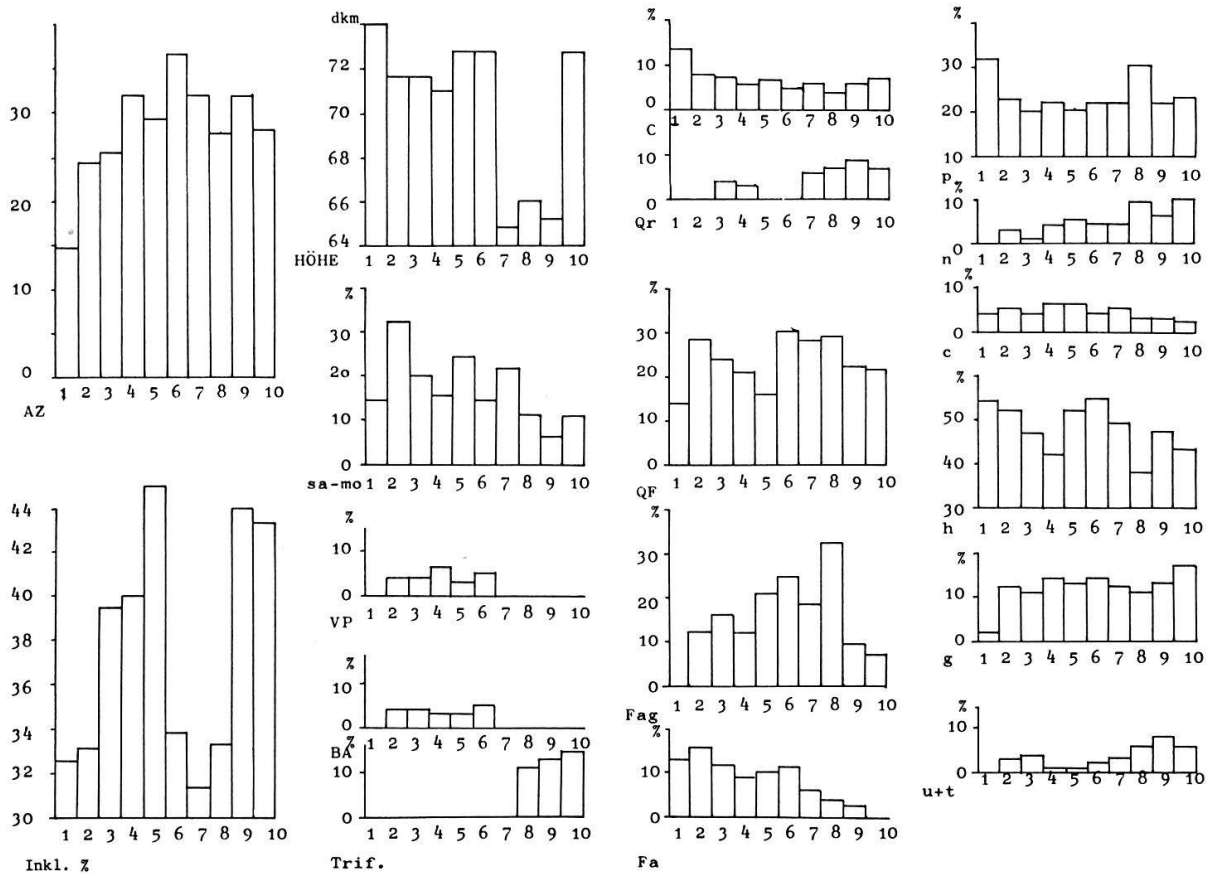 30
20
10
0
1 2 3 4 5 6 7 8 9 10
AZ
44
42
40
38
36
34
32
30
1 2 3 4 5 6 7 8 9 10
Inkl. %
dkm
72
70
68
66
64
HÖHE 1 2 3 4 5 6 7 8 9 10
%
30
20
10
0
sa-mo 1 2 3 4 5 6 7 8 9 10
%
10
0
VP 1 2 3 4 5 6 7 8 9 10
%
10
0
BA
%
10
0
1 2 3 4 5 6 7 8 9 10
Trif.
%
10
0
C 1 2 3 4 5 6 7 8 9 10
10
0
Qr 1 2 3 4 5 6 7 8 9 10
%
30
20
10
0
QF 1 2 3 4 5 6 7 8 9 10
%
30
20
10
0
Fag 1 2 3 4 5 6 7 8 9 10
%
10
0
1 2 3 4 5 6 7 8 9 10
Fa
%
30
20
10
p 1 2 3 4 5 6 7 8 9 10
%
10
0
n 1 2 3 4 5 6 7 8 9 10
10
0
c 1 2 3 4 5 6 7 8 9 10
%
50
40
30
h 1 2 3 4 5 6 7 8 9 10
%
10
0
g 1 2 3 4 5 6 7 8 9 10
%
10
0
u+t 1 2 3 4 5 6 7 8 9 10